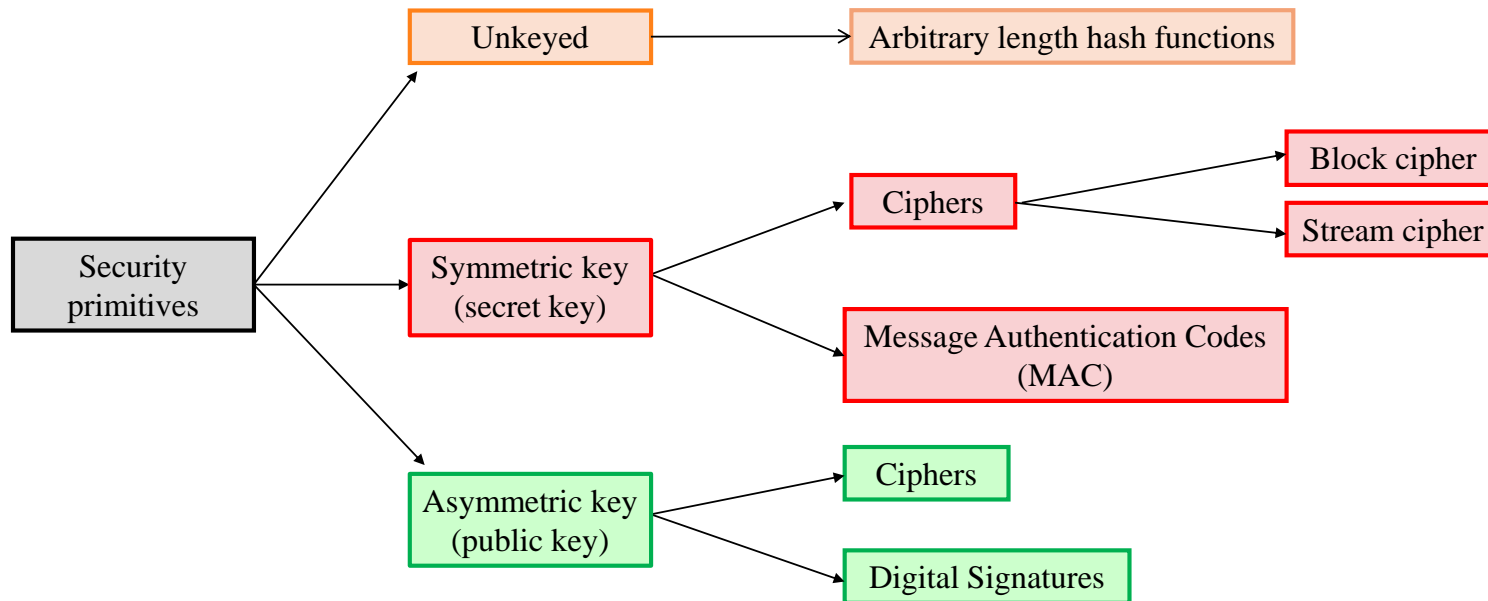 Unkeyed
Arbitrary length hash functions
Block cipher
Ciphers
Stream cipher
Security
primitives
Symmetric key
(secret key)
Message Authentication Codes
(MAC)
Ciphers
Asymmetric key
(public key)
Digital Signatures